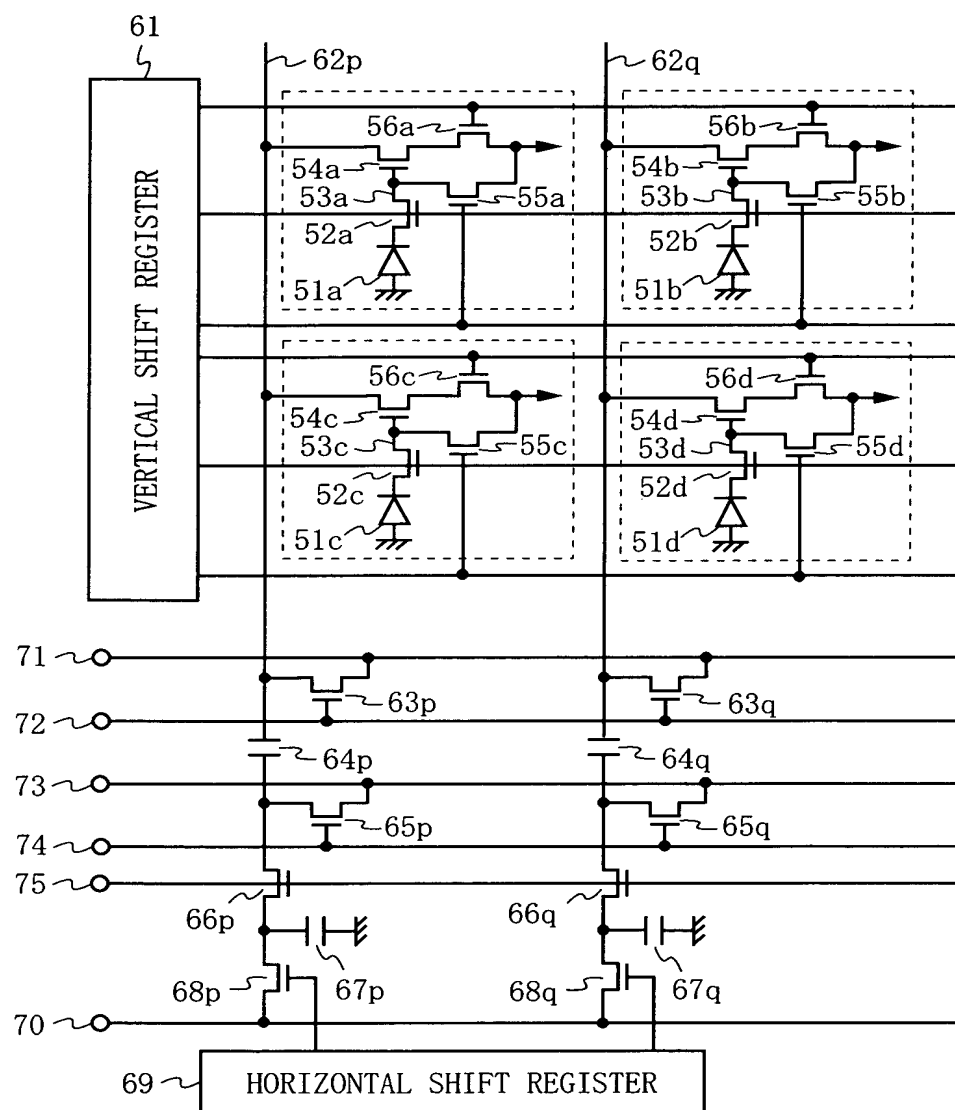 61
62p
62q
56a
56b
54a
54b
53a
55a
53b
55b
52a
52b
51a
51b
VERTICAL SHIFT REGISTER
56c
56d
54c
54d
53c
55c
53d
55d
52c
52d
51c
51d
71
63p
63q
72
64p
64q
73
65p
65q
74
75
66p
66q
67p
67q
68p
68q
70
69
HORIZONTAL SHIFT REGISTER